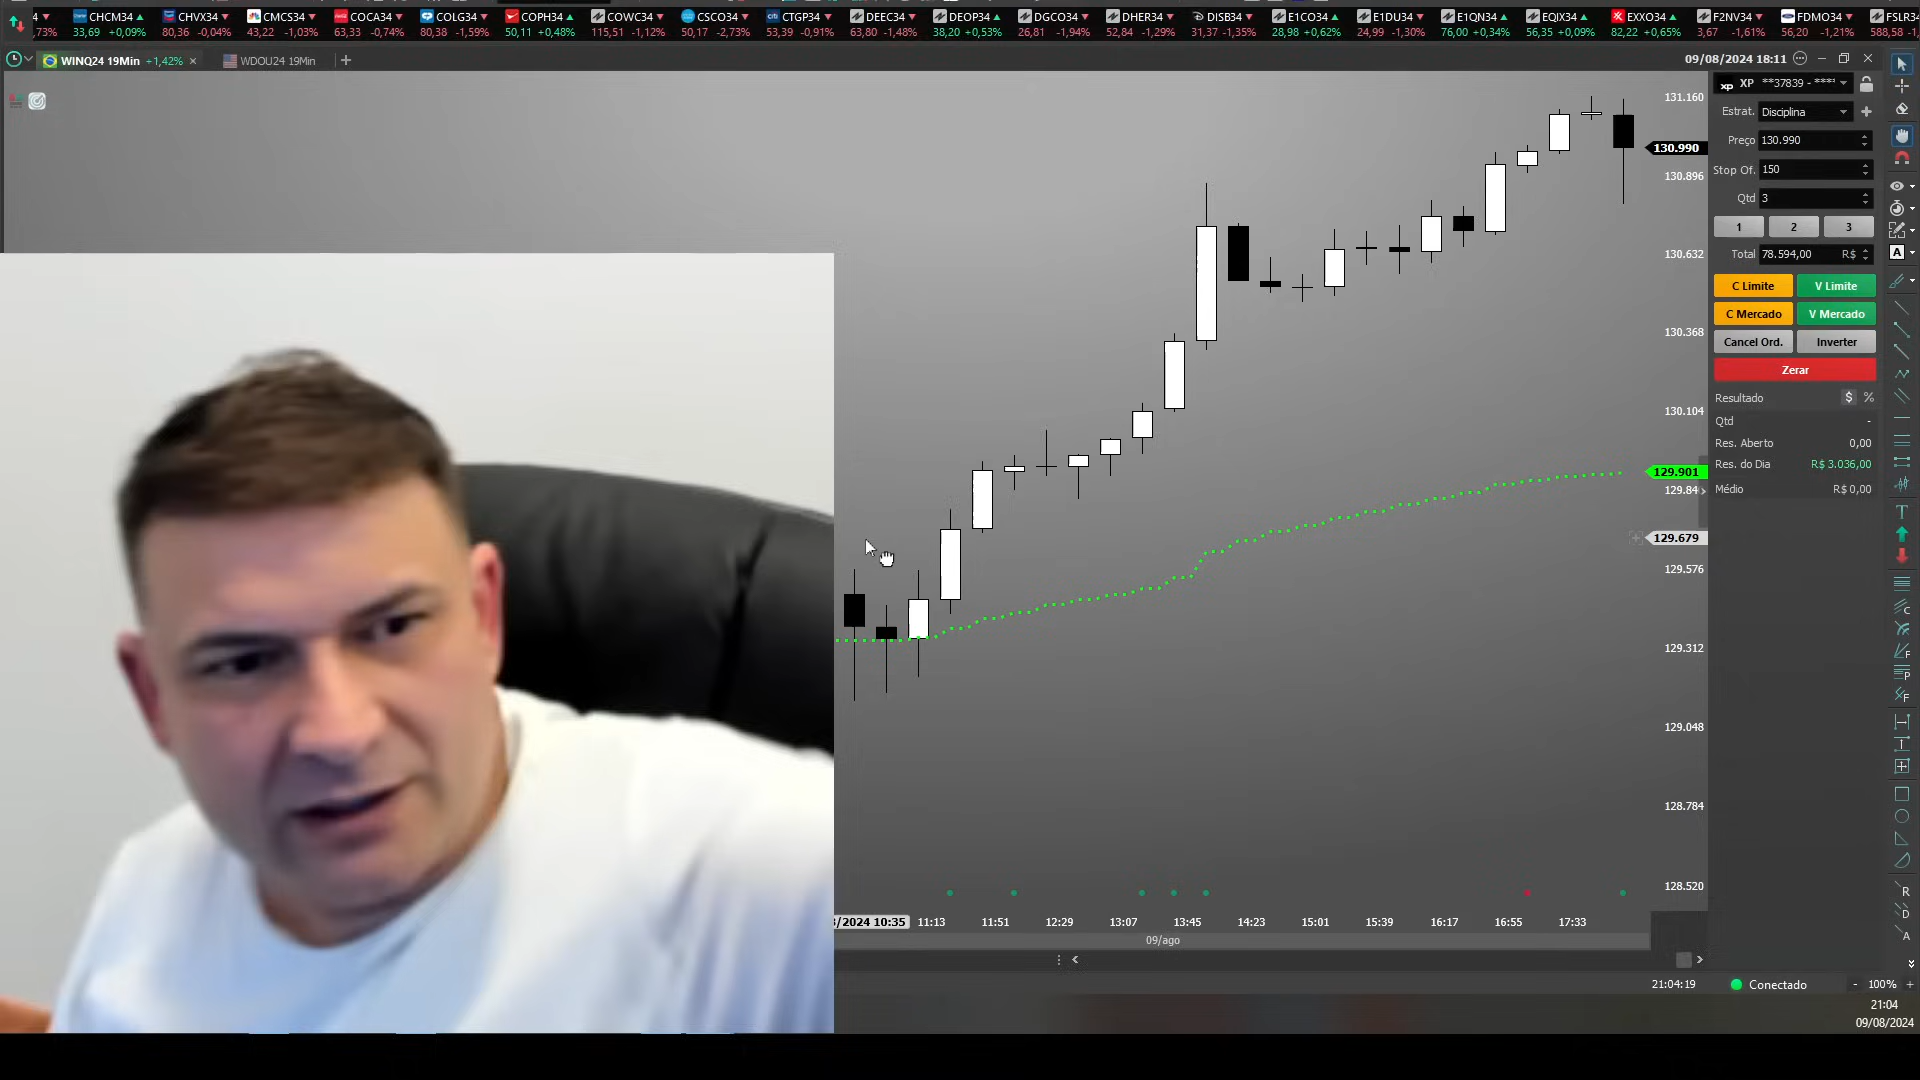 CHCM34 CHVX34 CMCS34 COCA34 COLG34 COPH34 COWC34 CSCO34 CTGP34 DEEC34 DEOP34 DGCO34 DHER34 DISB34 E1CO34 E1DU34 E1QN34 EQIX34 EXXO34 F2NV34 FDMO34 FSLR3
,73% 33,69 +0,09% 80,36 -0,04% 43,22 -1,03% 63,33 -0,74% 80,38 -1,59% 50,11 +0,48% 115,51 -1,12% 50,17 -2,73% 53,39 -0,91% 63,80 -1,48% 38,20 +0,53% 26,81 -1,94% 52,84 -1,29% 31,37 -1,35% 28,98 +0,62% 24,99 -1,30% 76,00 +0,34% 56,35 +0,09% 82,22 +0,65% 3,67 -1,61% 56,20 -1,21% 588,58 -1
WINQ24 19Min +1,42% × WDOU24 19Min + 09/08/2024 18:11
xp XP **37839 - ****
Estrat. Disciplina
Preço 130.990
Stop Of. 150
Qtd 3
1 2 3
Total 78.594,00 R$
C Limite V Limite
C Mercado V Mercado
Cancel Ord. Inverter
Zerar
Resultado $ %
Qtd -
Res. Aberto 0,00
Res. do Dia R$ 3.036,00
Médio R$ 0,00
131.160
130.990
130.896
130.632
130.368
130.104
129.901
129.84
129.679
129.576
129.312
129.048
128.784
128.520
/2024 10:35 11:13 11:51 12:29 13:07 13:45 14:23 15:01 15:39 16:17 16:55 17:33
09/ago
21:04:19 Conectado - 100% +
21:04
09/08/2024